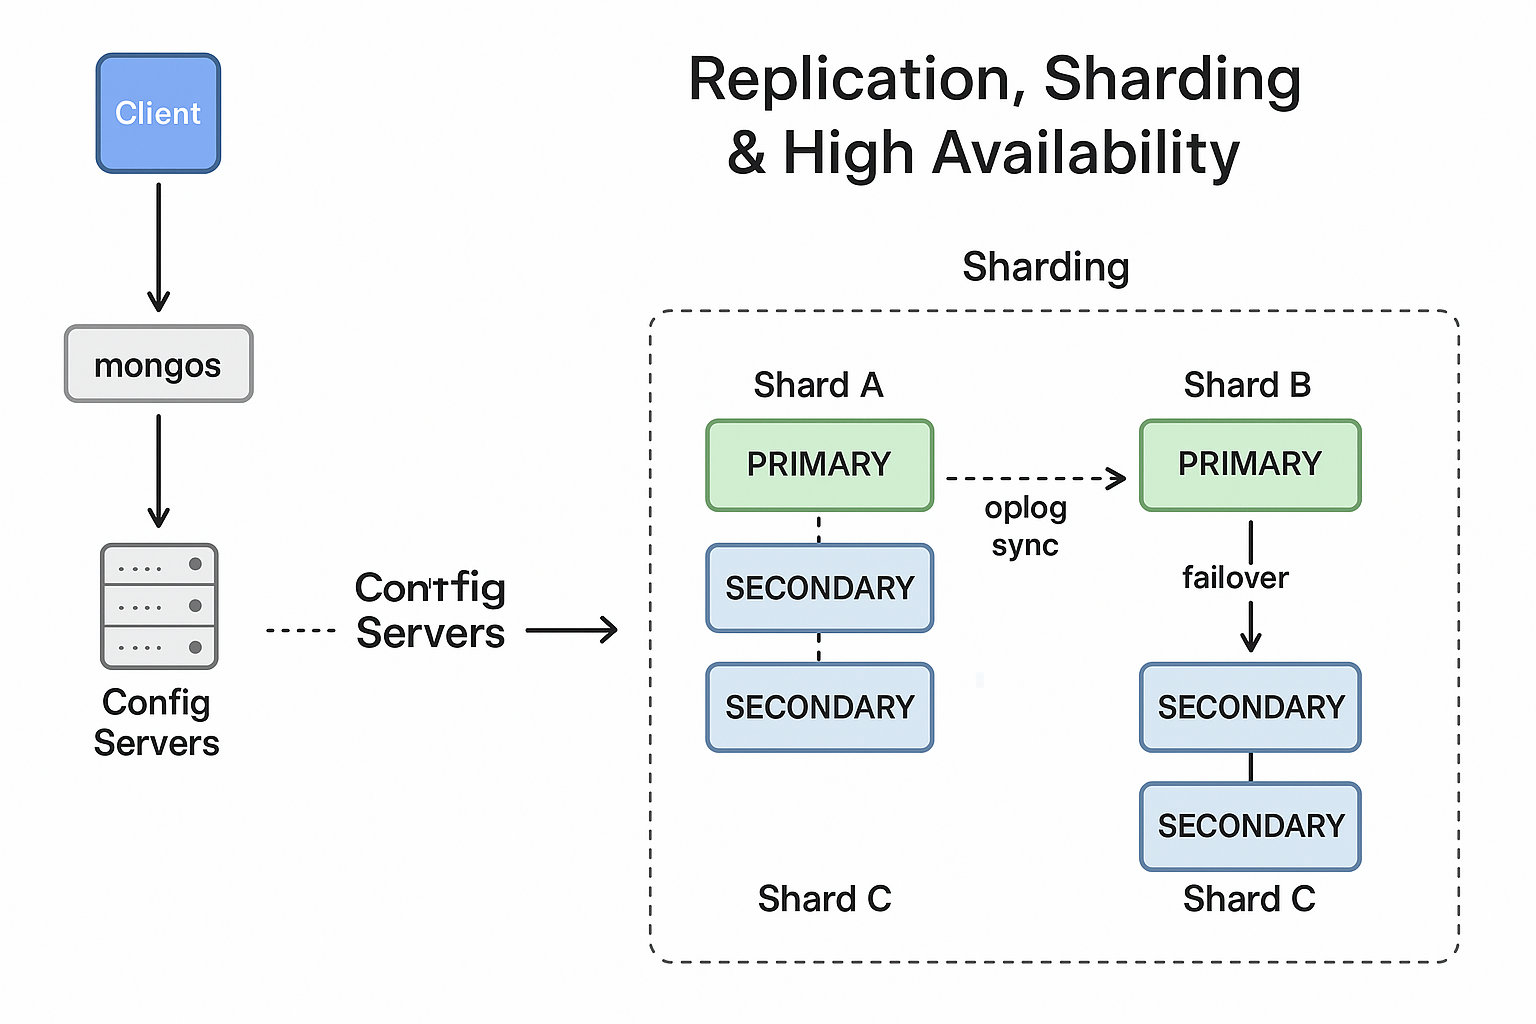 Replication, Sharding
& High Availability
Client
mongos
Config
Servers
Servers
Sharding
Shard A
PRIMARY
SECONDARY
SECONDARY
oplog
sync
Shard B
PRIMARY
failover
SECONDARY
SECONDARY
Shard C
Shard C